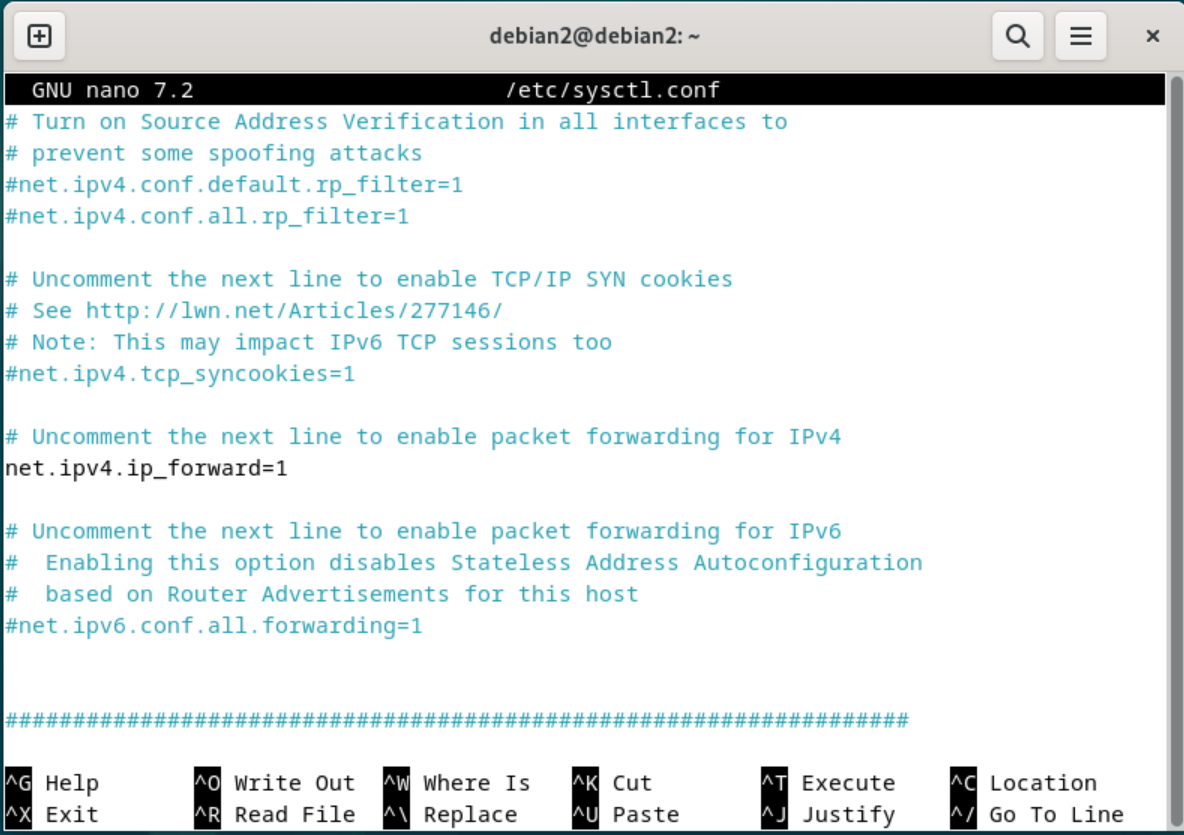 debian2@debian2: ~
GNU nano 7.2 /etc/sysctl.conf
# Turn on Source Address Verification in all interfaces to
# prevent some spoofing attacks
#net.ipv4.conf.default.rp_filter=1
#net.ipv4.conf.all.rp_filter=1
# Uncomment the next line to enable TCP/IP SYN cookies
# See http://lwn.net/Articles/277146/
# Note: This may impact IPv6 TCP sessions too
#net.ipv4.tcp_syncookies=1
# Uncomment the next line to enable packet forwarding for IPv4
net.ipv4.ip_forward=1
# Uncomment the next line to enable packet forwarding for IPv6
#  Enabling this option disables Stateless Address Autoconfiguration
#  based on Router Advertisements for this host
#net.ipv6.conf.all.forwarding=1
###################################################################
^G Help ^O Write Out ^W Where Is ^K Cut ^T Execute ^C Location
^X Exit ^R Read File ^\ Replace ^U Paste ^J Justify ^/ Go To Line